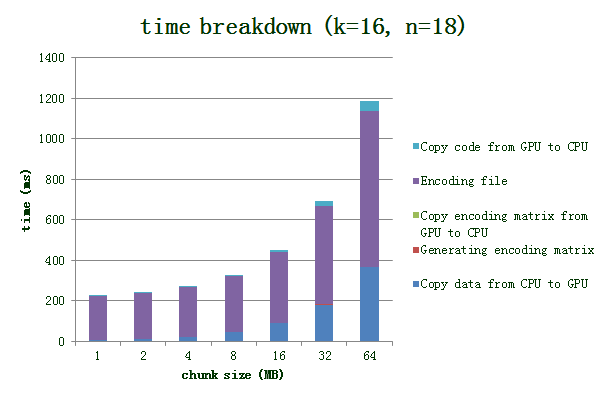 time breakdown (k=16, n=18)
1400
1200
1000
800
600
400
200
0
time (ms)
1 2 4 8 16 32 64
chunk size (MB)
Copy code from GPU to CPU
Encoding file
Copy encoding matrix from
GPU to CPU
Generating encoding matrix
Copy data from CPU to GPU